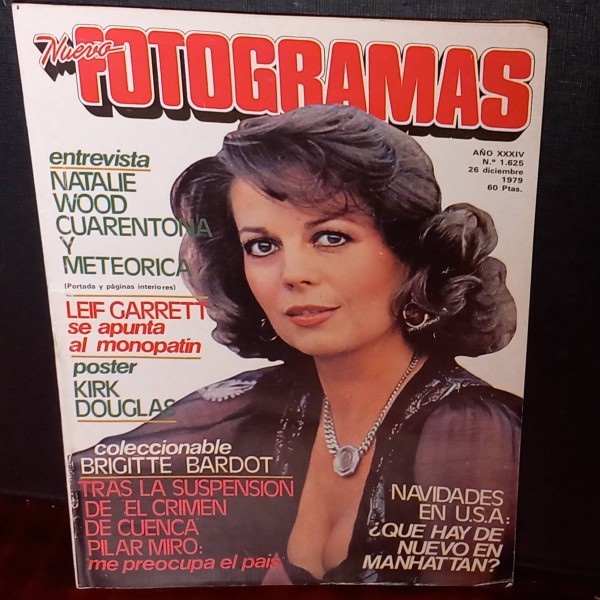 Nuevo
FOTOGRAMAS
AÑO XXXIV
N.º 1.625
26 diciembre
1979
60 Ptas.
entrevista
NATALIE
WOOD
CUARENTONA
Y
METEORICA
(Portada y páginas interiores)
LEIF GARRETT
se apunta
al monopatin
poster
KIRK
DOUGLAS
coleccionable
BRIGITTE BARDOT
TRAS LA SUSPENSION
DE 'EL CRIMEN
DE CUENCA'
PILAR MIRO:
me preocupa el pais
NAVIDADES
EN U.S.A:
¿QUE HAY DE
NUEVO EN
MANHATTAN?